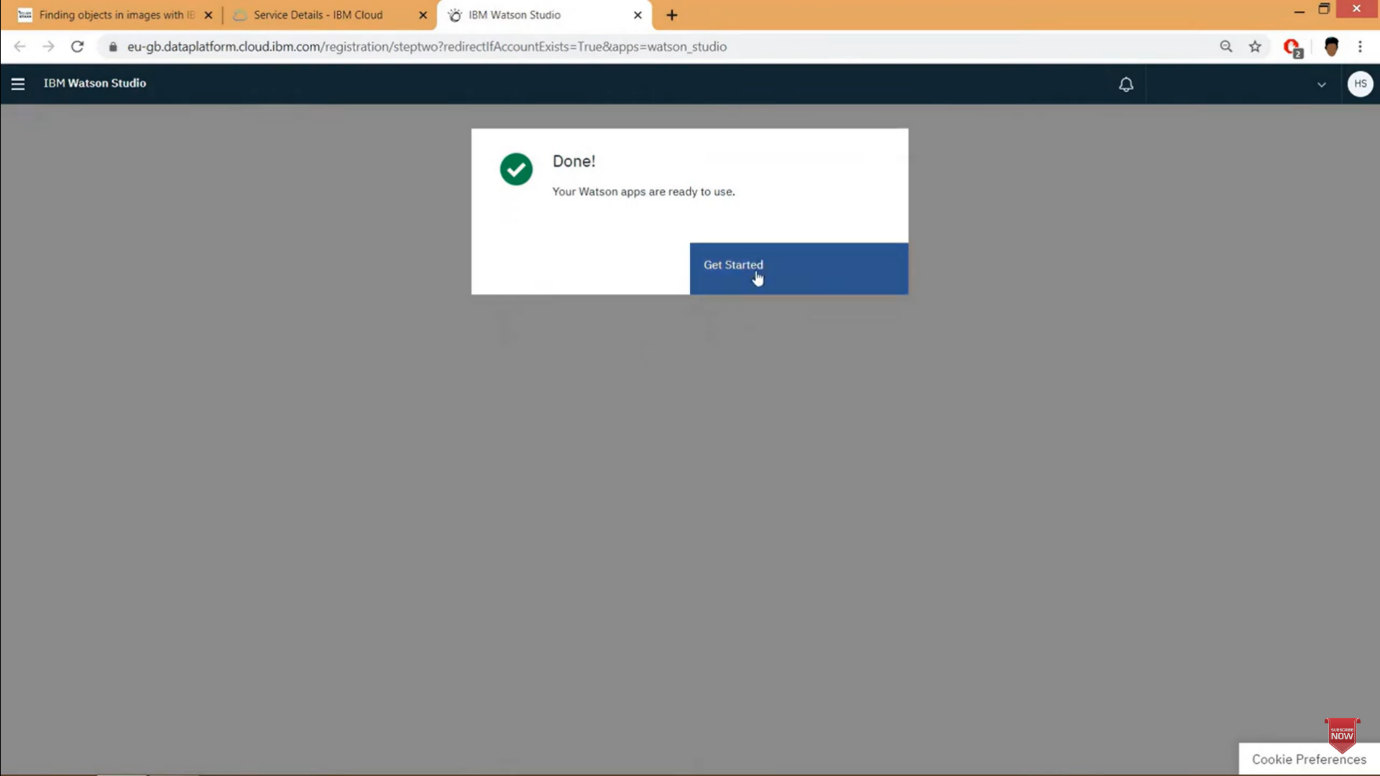 Finding objects in images with IB
Service Details - IBM Cloud
IBM Watson Studio
eu-gb.dataplatform.cloud.ibm.com/registration/steptwo?redirectIfAccountExists=True&apps=watson_studio
2
IBM Watson Studio
HS
Done!
Your Watson apps are ready to use.
Get Started
SUBSCRIBE
NOW
Cookie Preferences